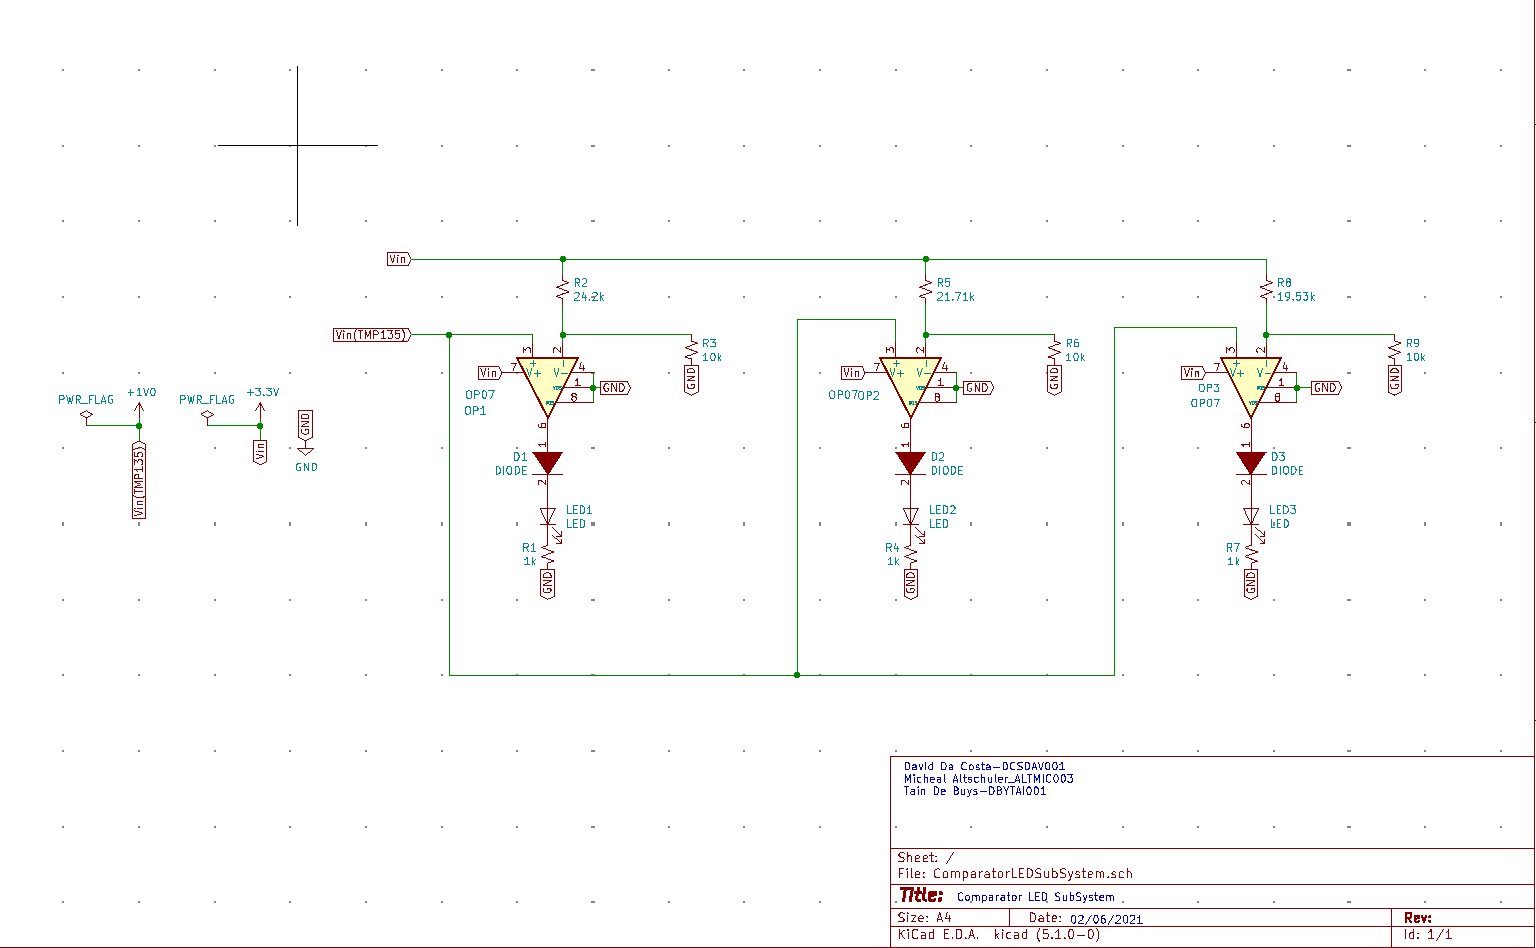 Vin
R2
24.2k
R5
21.71k
R8
19.53k
Vin(TMP135)
3
2
R3
10k
GND
3
2
R6
10k
GND
3
2
R9
10k
GND
Vin
7
V+
V-
4
1
8
GND
OP07
OP1
6
Vin
7
V+
V-
4
1
8
GND
OP07
OP2
6
Vin
7
V+
V-
4
1
8
GND
OP3
OP07
6
PWR_FLAG
+1V0
Vin(TMP135)
PWR_FLAG
+3.3V
Vin
GND
GND
1
D1
DIODE
2
LED1
LED
R1
1k
GND
1
D2
DIODE
2
LED2
LED
R4
1k
GND
1
D3
DIODE
2
LED3
LED
R7
1k
GND
David Da Costa-DCSDAV001
Micheal Altschuler_ALTMIC003
Tain De Buys-DBYTAI001
Sheet: /
File: ComparatorLEDSubSystem.sch
Title: Comparator LED SubSystem
Size: A4 Date: 02/06/2021 Rev:
KiCad E.D.A. kicad (5.1.0-0) Id: 1/1